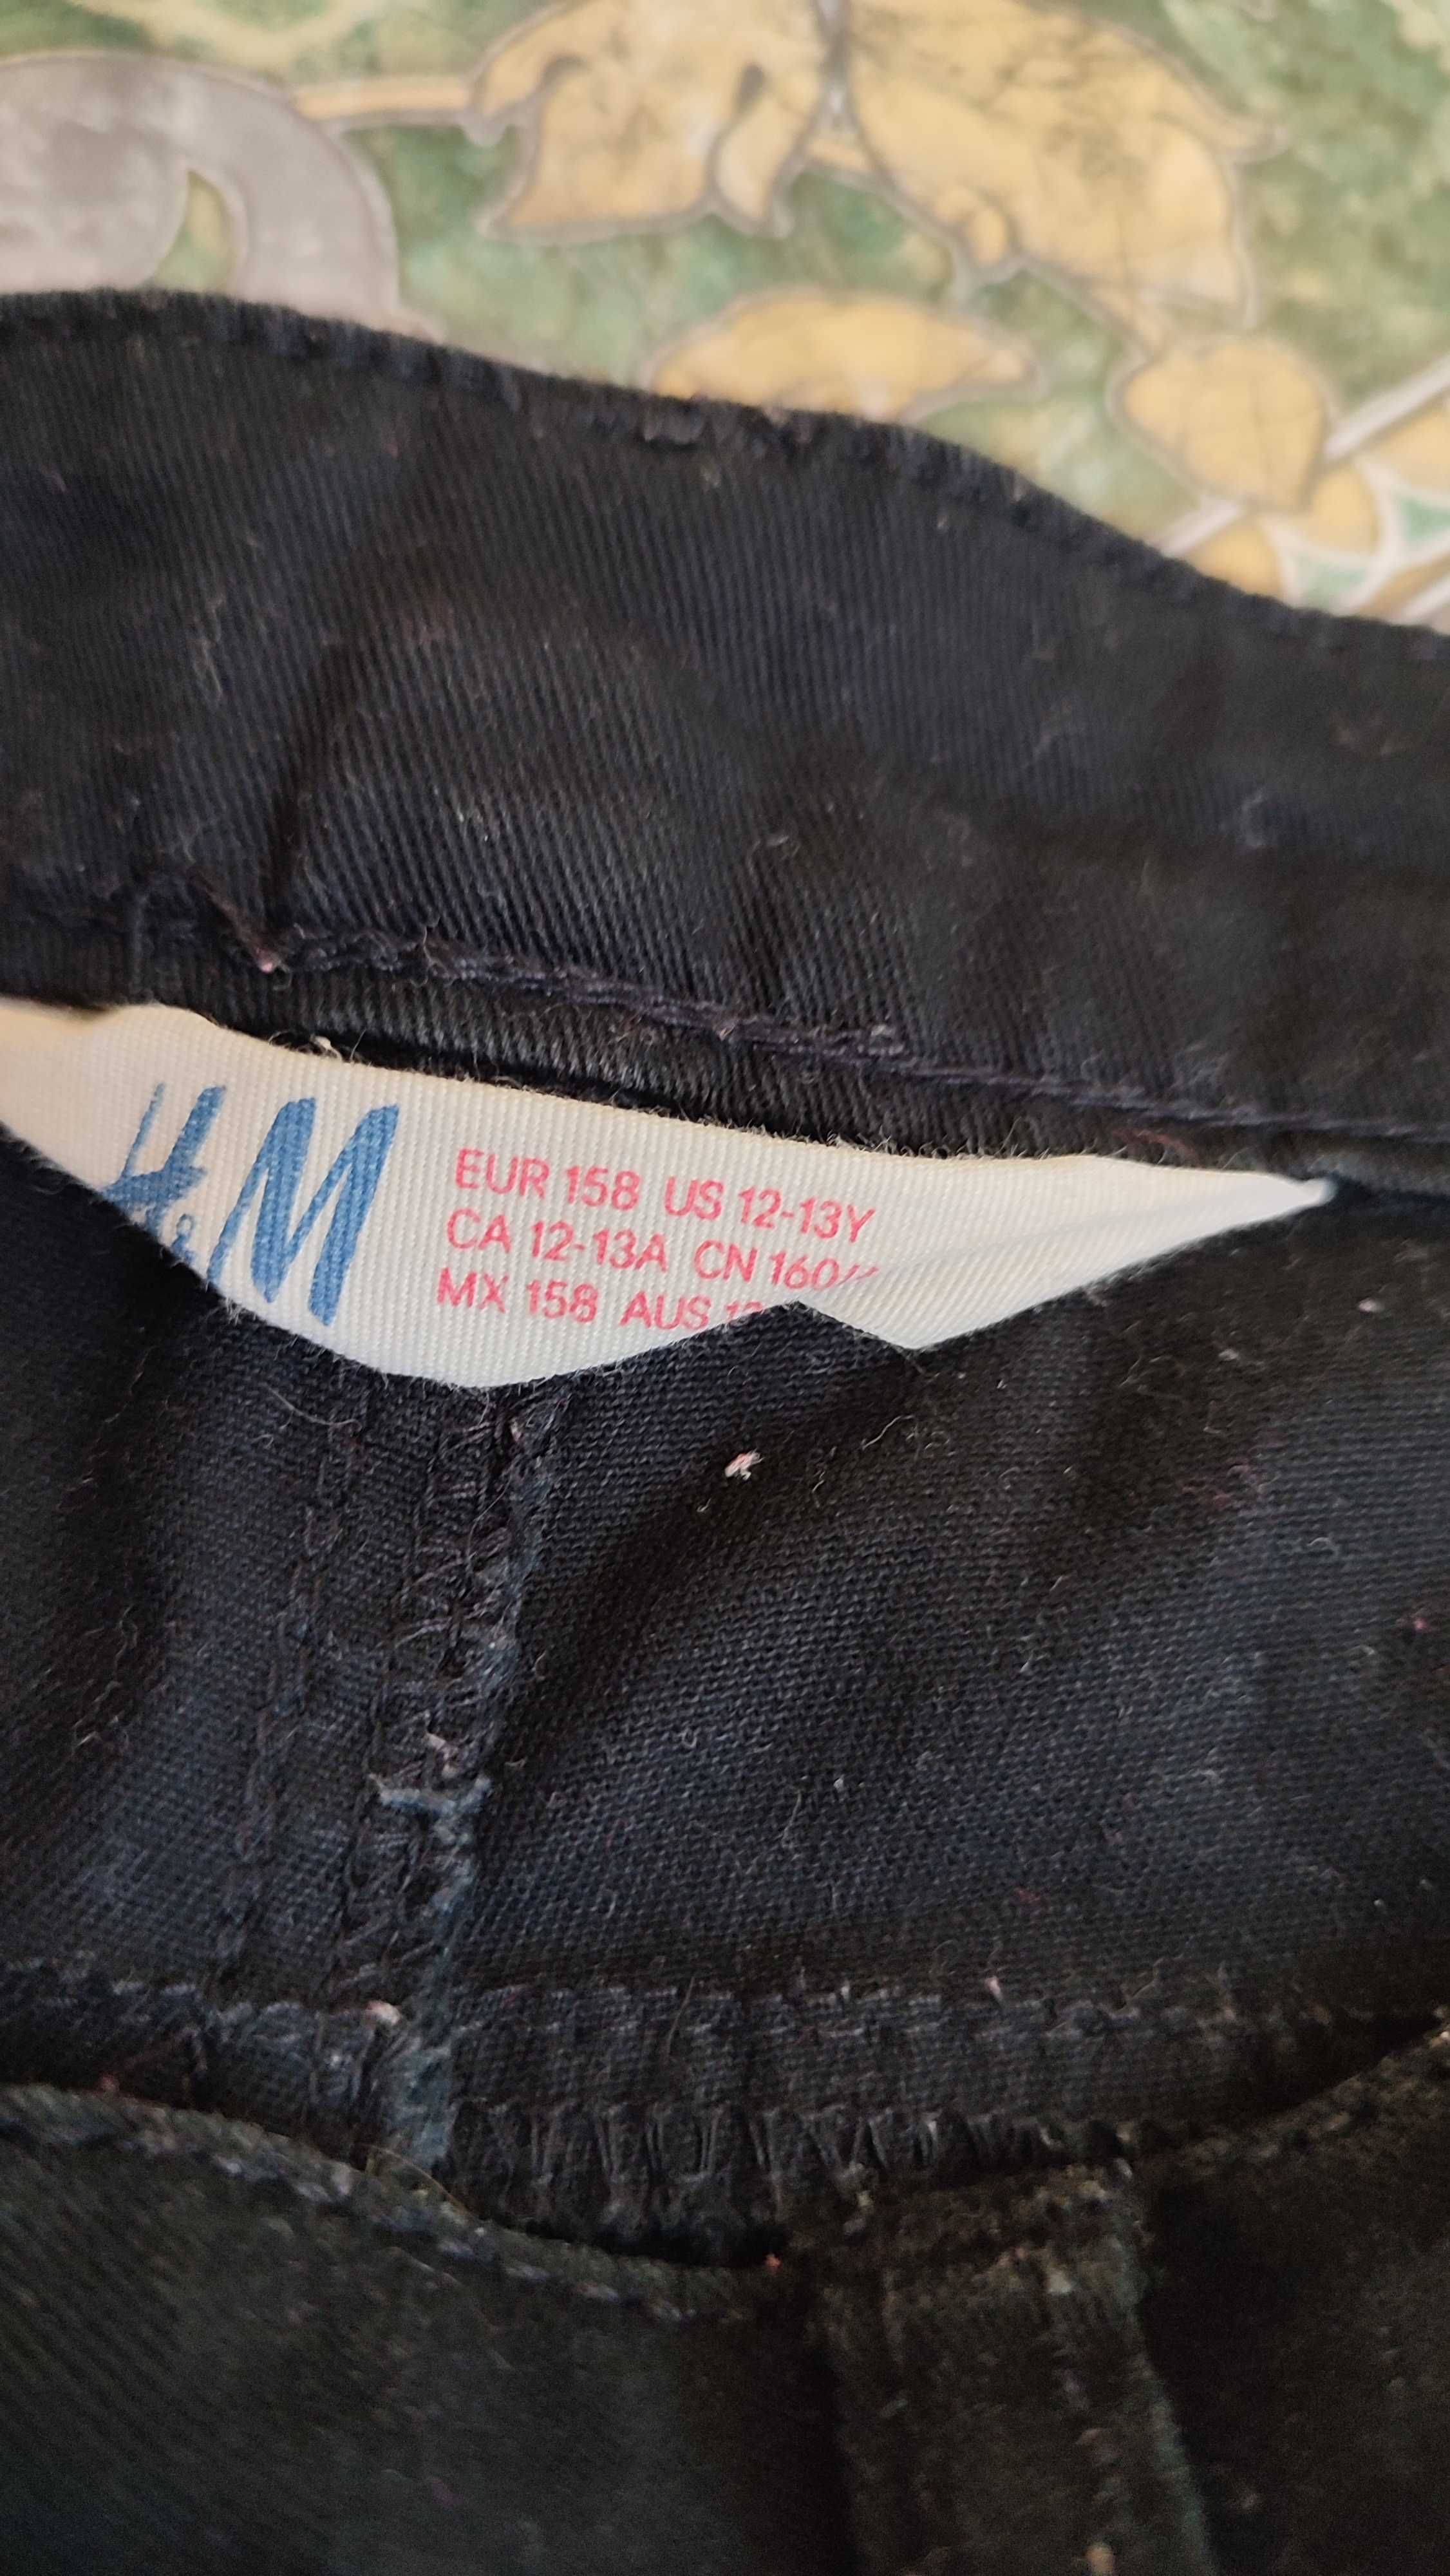 H&M
EUR 158 US 12-13Y
CA 12-13A CN 160/
MX 158 AUS